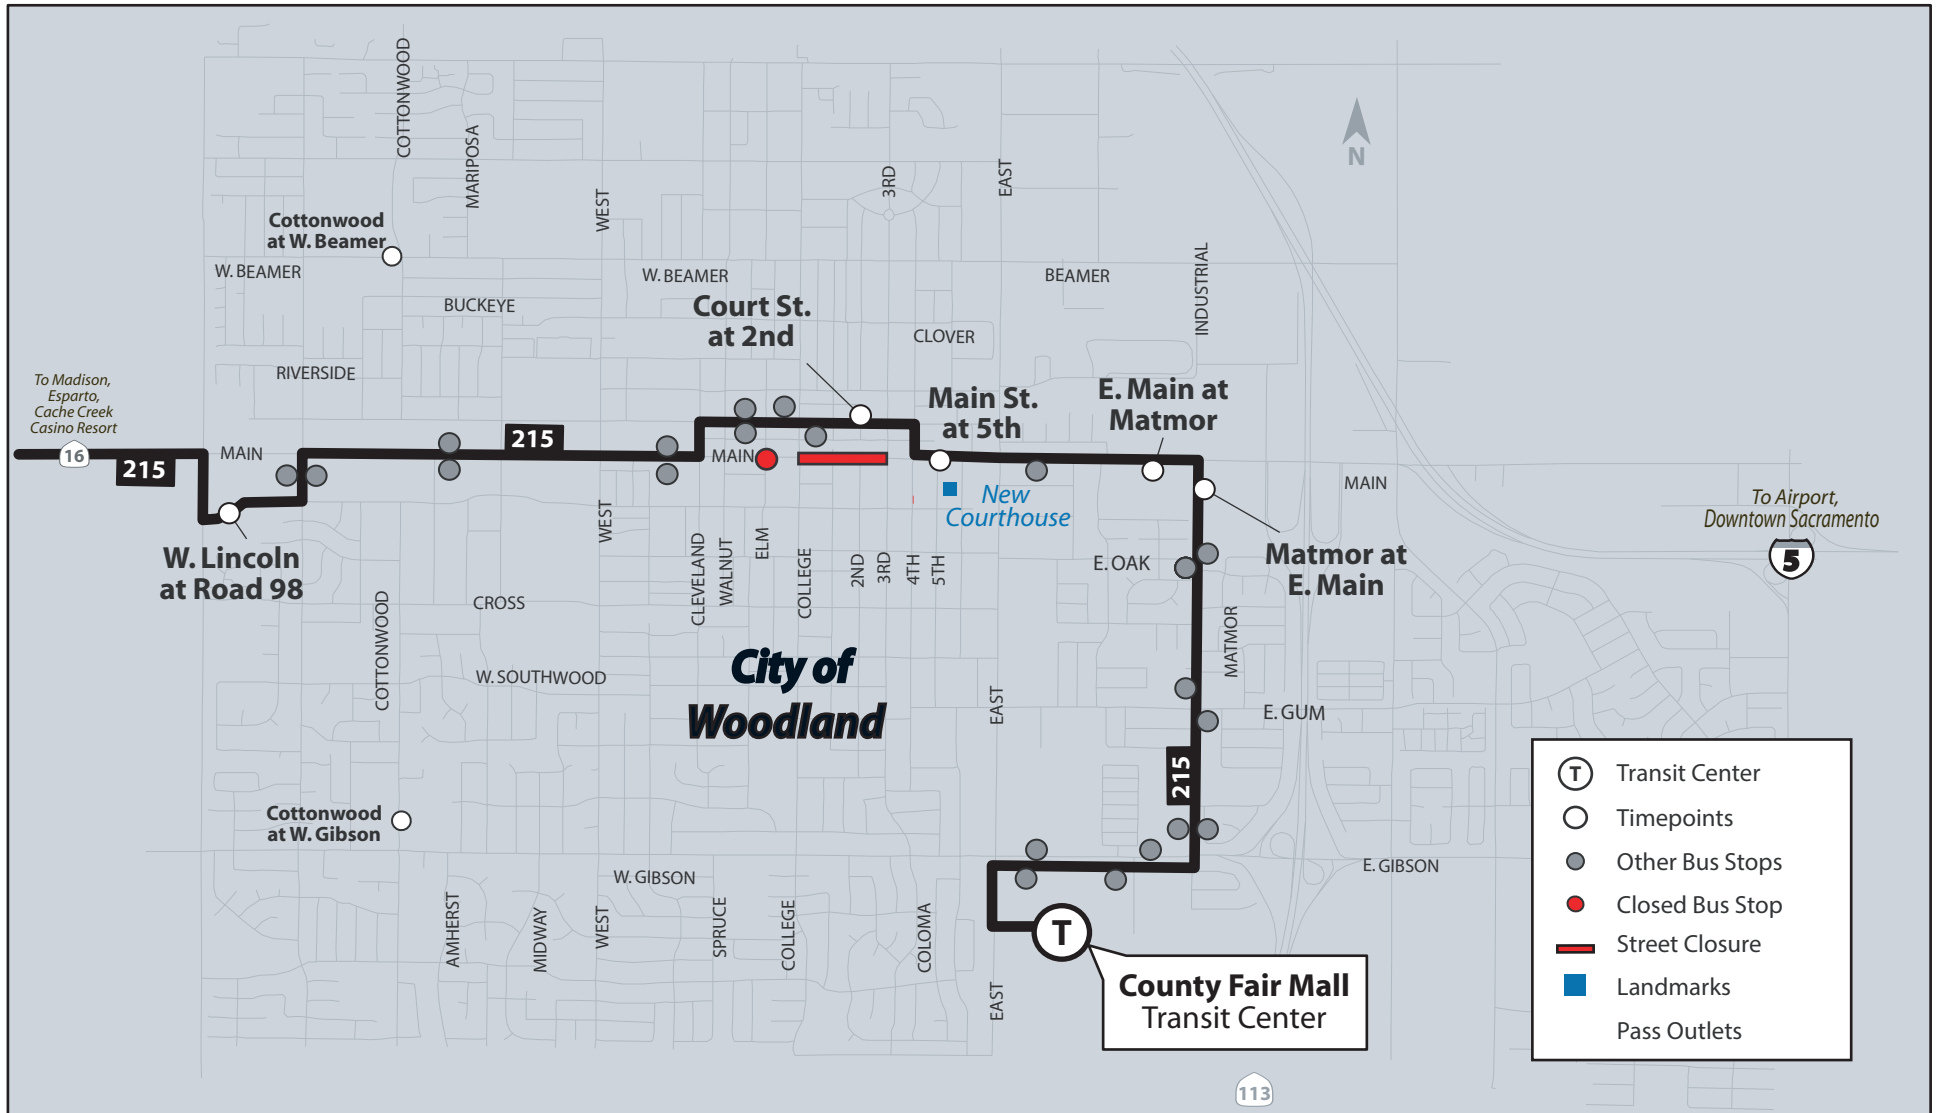 COTTONWOOD
MARIPOSA
WEST
3RD
EAST
N
Cottonwood
at W. Beamer
W. BEAMER
W. BEAMER
BEAMER
INDUSTRIAL
BUCKEYE
Court St.
at 2nd
CLOVER
RIVERSIDE
To Madison,
Esparto,
Cache Creek
Casino Resort
16
215
MAIN
215
MAIN
Main St.
at 5th
E. Main at
Matmor
New
Courthouse
MAIN
To Airport,
Downtown Sacramento
5
W. Lincoln
at Road 98
WEST
CLEVELAND
WALNUT
ELM
COLLEGE
2ND
3RD
4TH
5TH
E. OAK
Matmor at
E. Main
COTTONWOOD
CROSS
W. SOUTHWOOD
City of
Woodland
EAST
MATMOR
E. GUM
215
Cottonwood
at W. Gibson
W. GIBSON
E. GIBSON
AMHERST
MIDWAY
WEST
SPRUCE
COLLEGE
COLOMA
EAST
T
County Fair Mall
Transit Center
113
T
Transit Center
Timepoints
Other Bus Stops
Closed Bus Stop
Street Closure
Landmarks
Pass Outlets